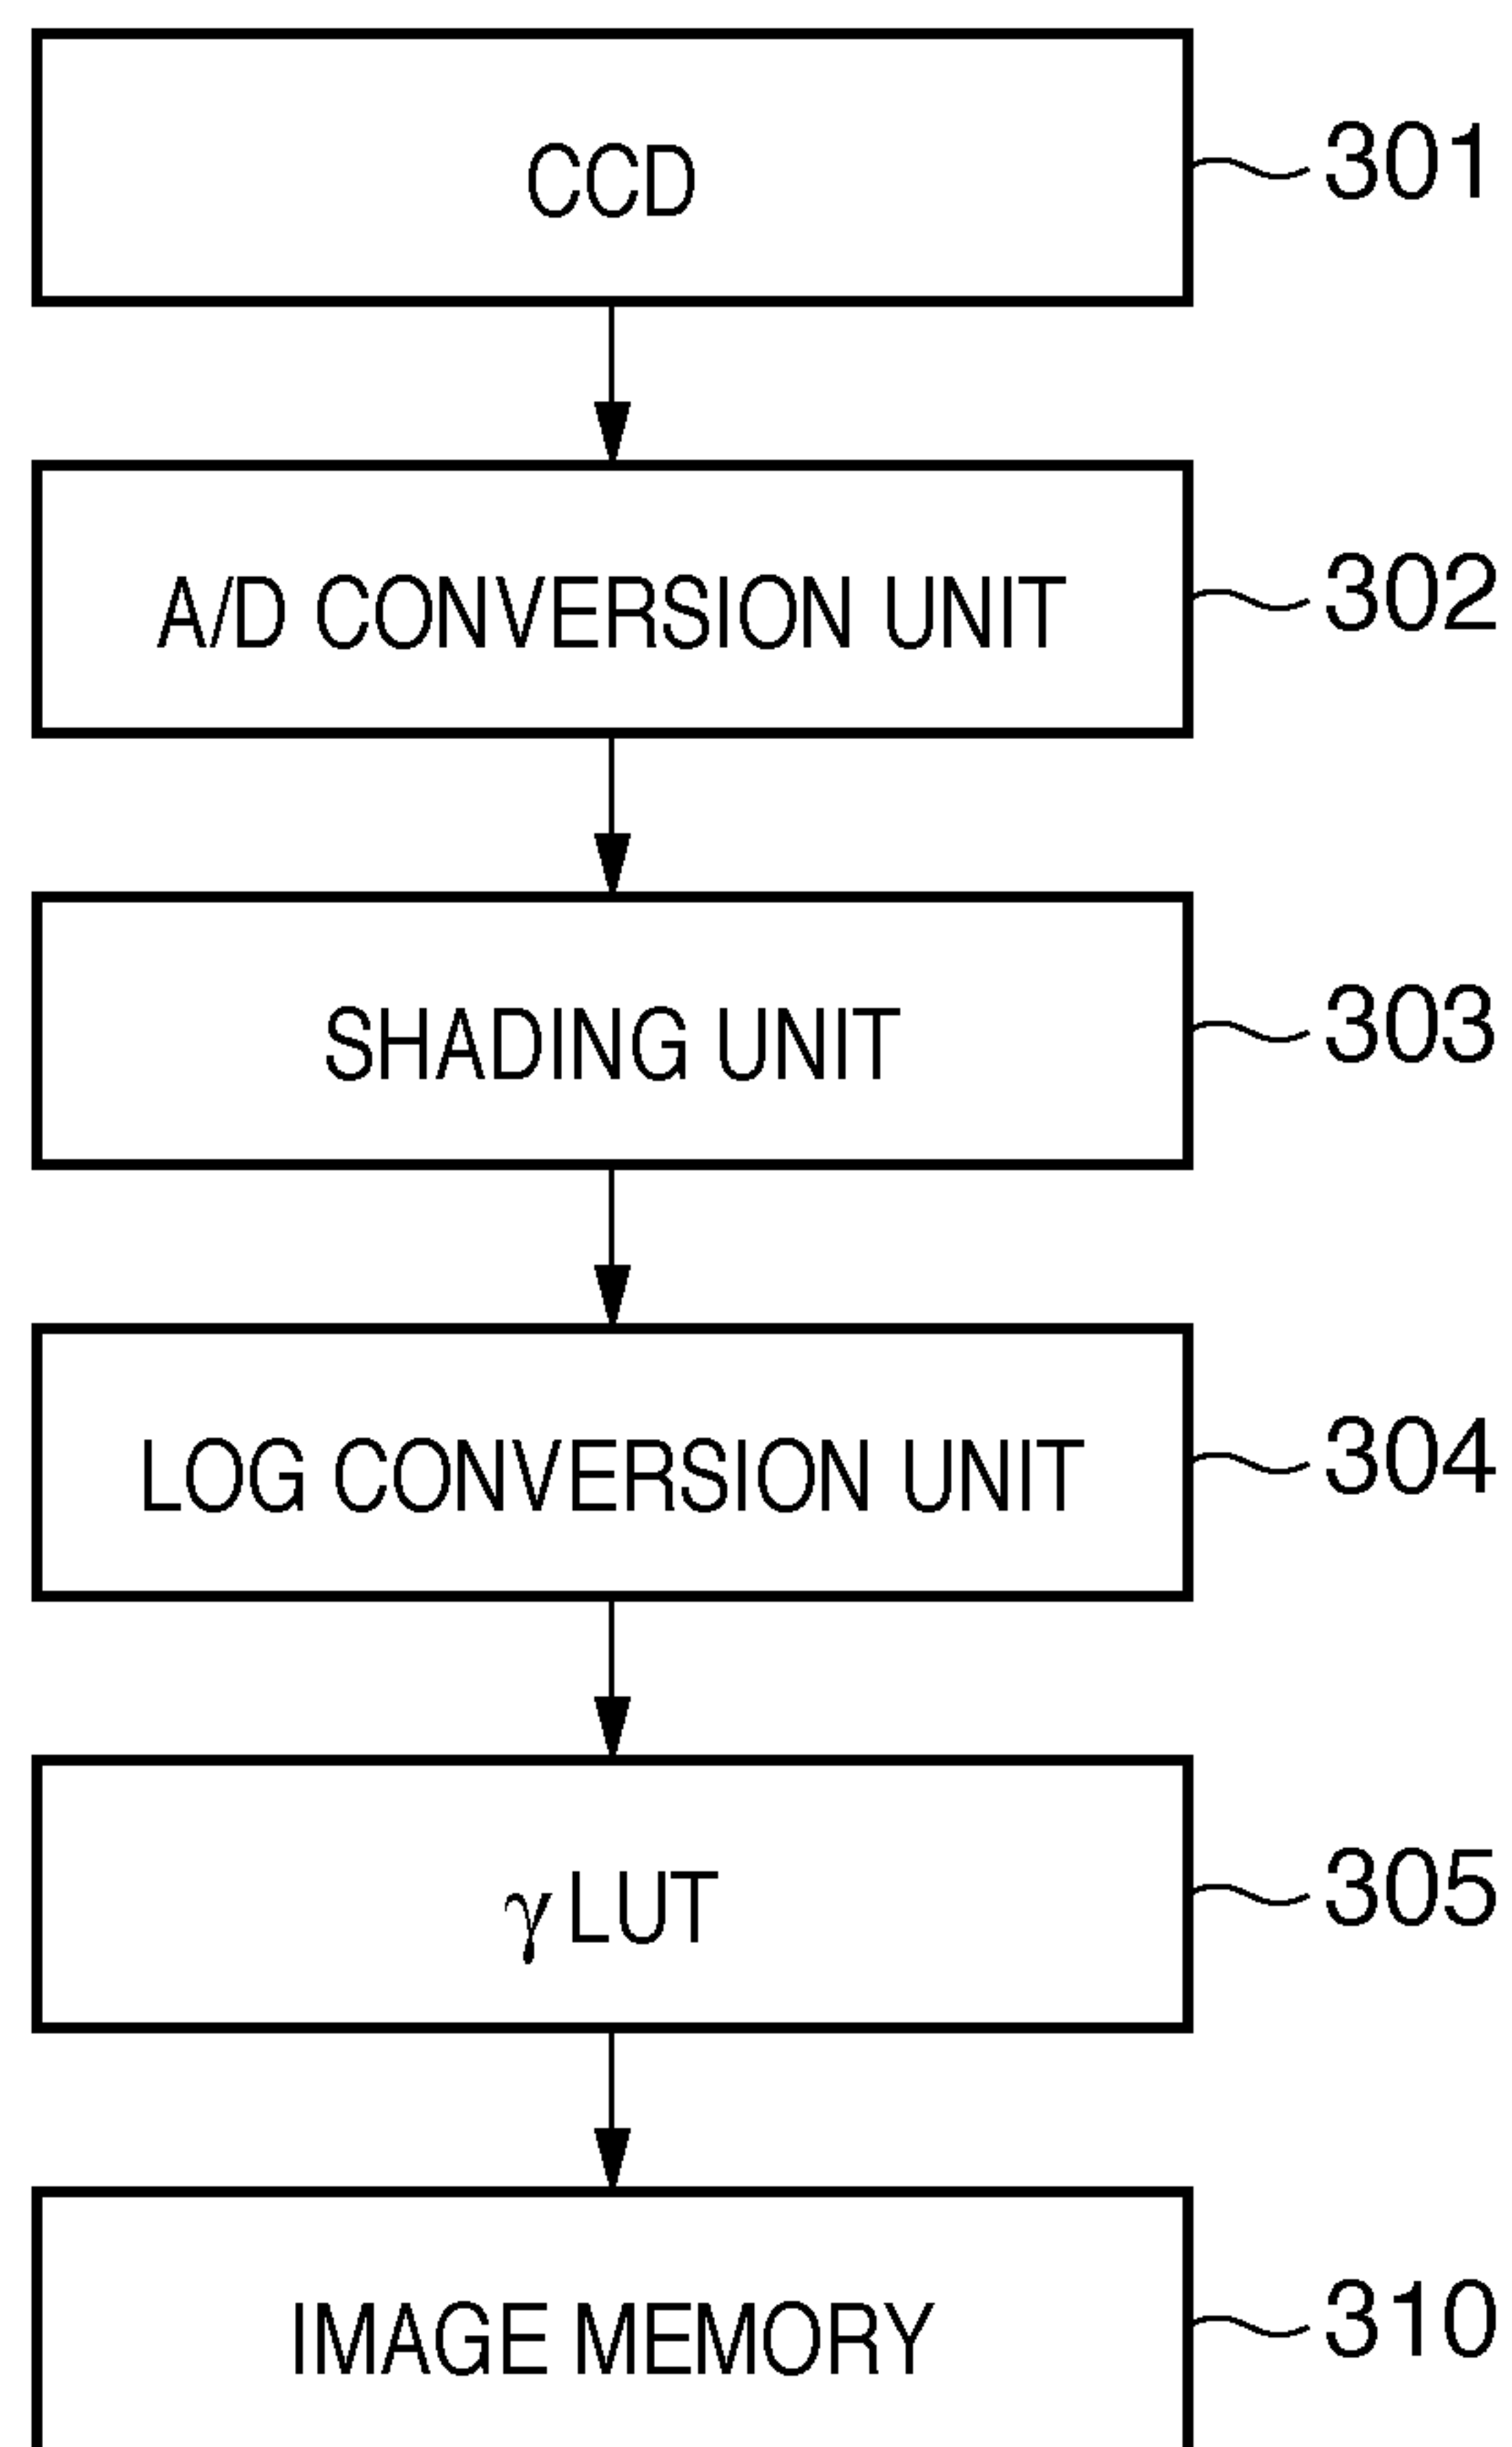 CCD 301
A/D CONVERSION UNIT 302
SHADING UNIT 303
LOG CONVERSION UNIT 304
γ LUT 305
IMAGE MEMORY 310